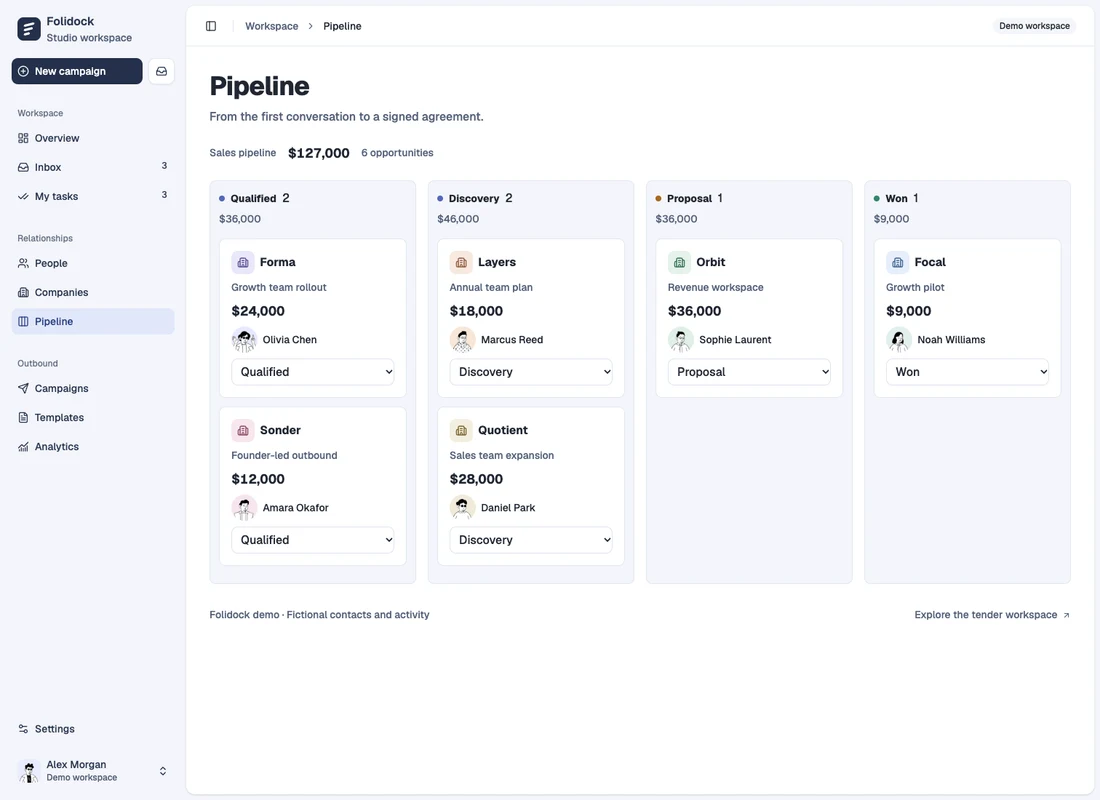 Folidock
Studio workspace
New campaign
Workspace
Overview
Inbox 3
My tasks 3
Relationships
People
Companies
Pipeline
Outbound
Campaigns
Templates
Analytics
Settings
Alex Morgan
Demo workspace
Workspace > Pipeline
Demo workspace
Pipeline
From the first conversation to a signed agreement.
Sales pipeline $127,000 6 opportunities
Qualified 2
$36,000
Forma
Growth team rollout
$24,000
Olivia Chen
Qualified
Sonder
Founder-led outbound
$12,000
Amara Okafor
Qualified
Discovery 2
$46,000
Layers
Annual team plan
$18,000
Marcus Reed
Discovery
Quotient
Sales team expansion
$28,000
Daniel Park
Discovery
Proposal 1
$36,000
Orbit
Revenue workspace
$36,000
Sophie Laurent
Proposal
Won 1
$9,000
Focal
Growth pilot
$9,000
Noah Williams
Won
Folidock demo · Fictional contacts and activity
Explore the tender workspace ↗